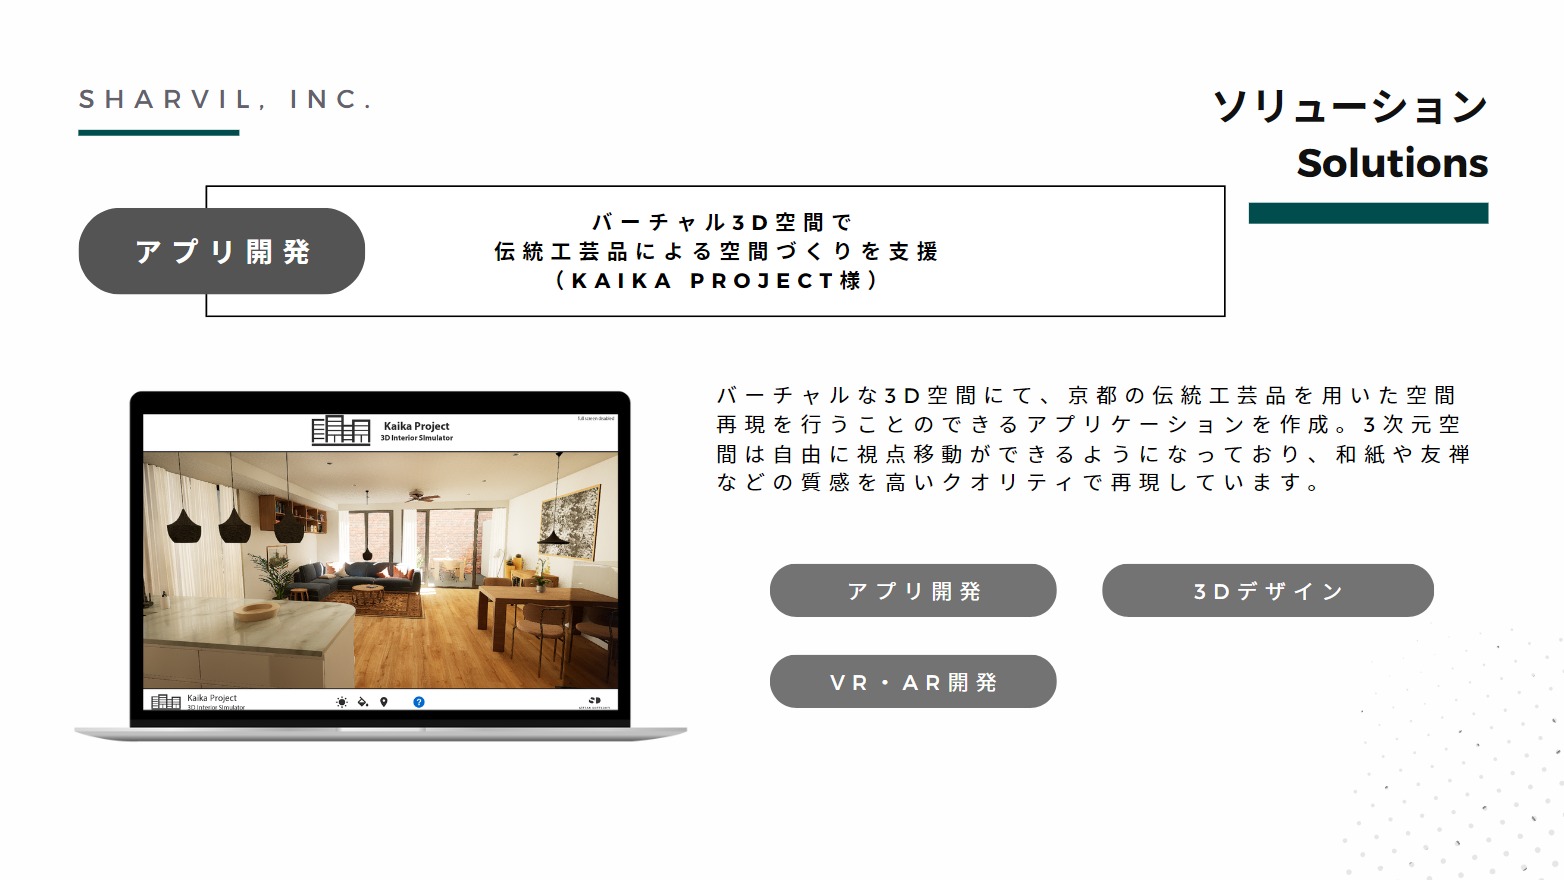 SHARVIL, INC.
ソリューション
Solutions
アプリ開発
バーチャル3D空間で
伝統工芸品による空間づくりを支援
（KAIKA PROJECT様）
Kaika Project
3D Interior Simulator
full screen disabled
Kaika Project
3D Interior Simulator
?
SD
バーチャルな3D空間にて、京都の伝統工芸品を用いた空間
再現を行うことのできるアプリケーションを作成。3次元空
間は自由に視点移動ができるようになっており、和紙や友禅
などの質感を高いクオリティで再現しています。
アプリ開発
3Dデザイン
VR・AR開発